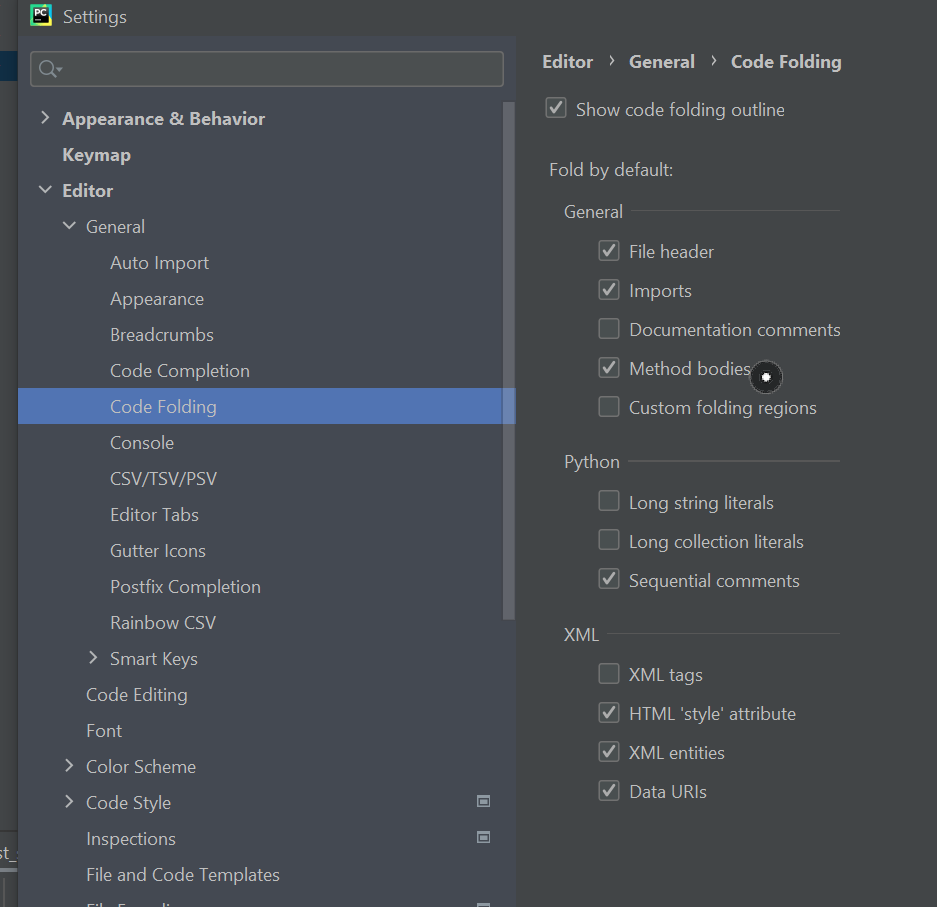 PC
Settings
Appearance & Behavior
Keymap
Editor
General
Auto Import
Appearance
Breadcrumbs
Code Completion
Code Folding
Console
CSV/TSV/PSV
Editor Tabs
Gutter Icons
Postfix Completion
Rainbow CSV
Smart Keys
Code Editing
Font
Color Scheme
Code Style
Inspections
File and Code Templates
Editor › General › Code Folding
Show code folding outline
Fold by default:
General
File header
Imports
Documentation comments
Method bodies
Custom folding regions
Python
Long string literals
Long collection literals
Sequential comments
XML
XML tags
HTML 'style' attribute
XML entities
Data URIs